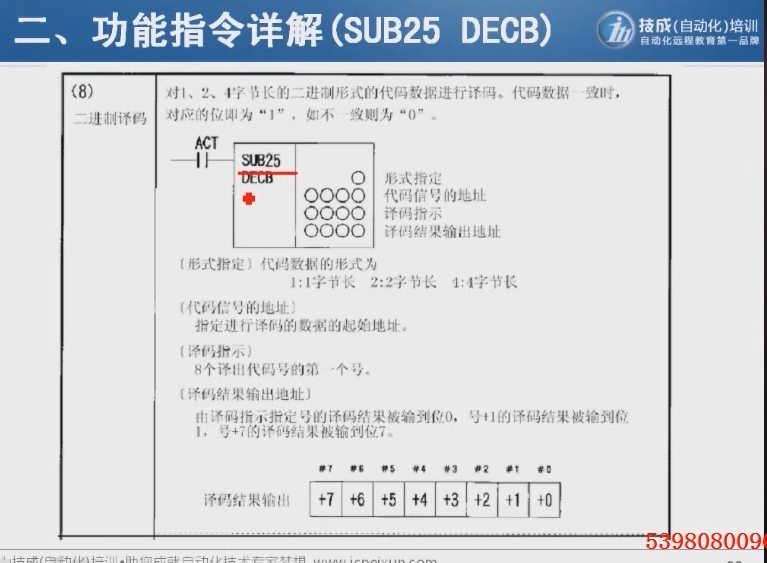 二、功能指令详解(SUB25 DECB)
技成(自动化)培训
自动化远程教育第一品牌
(8)
二进制译码
对1、2、4字节长的二进制形式的代码数据进行译码。代码数据一致时,
对应的位即为“1”，如不一致则为“0”。
ACT
SUB25
DECB
形式指定
代码信号的地址
译码指示
译码结果输出地址
〔形式指定〕代码数据的形式为
1:1字节长 2:2字节长 4:4字节长
〔代码信号的地址〕
指定进行译码的数据的起始地址。
〔译码指示〕
8个译出代码号的第一个号。
〔译码结果输出地址〕
由译码指示指定号的译码结果被输到位0，号+1的译码结果被输到位
1，号+7的译码结果被输到位7。
#7 #6 #5 #4 #3 #2 #1 #0
译码结果输出 +7 +6 +5 +4 +3 +2 +1 +0
539808009
www.jcpeixun.com